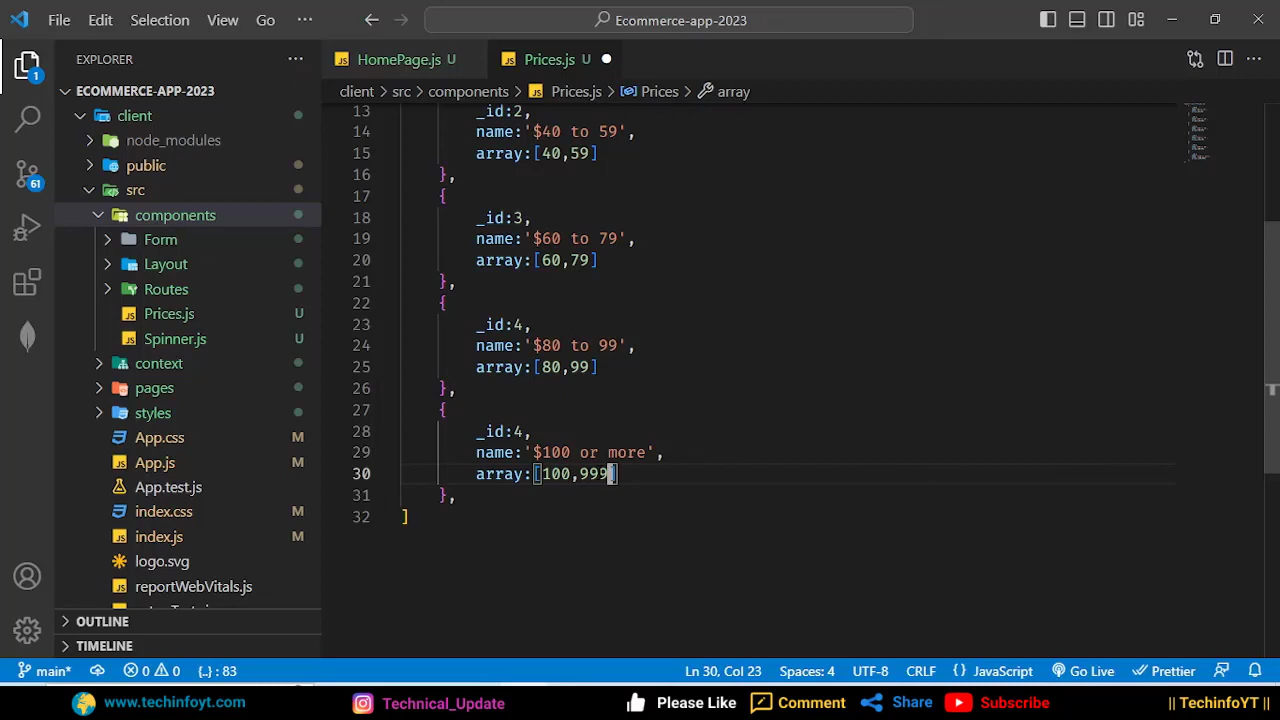 File Edit Selection View Go
Ecommerce-app-2023
EXPLORER
HomePage.js U
Prices.js U
client > src > components > Prices.js > Prices > array
ECOMMERCE-APP-2023
client
node_modules
public
src
components
Form
Layout
Routes
Prices.js U
Spinner.js U
context
pages
styles
App.css M
App.js M
App.test.js
index.css M
index.js M
logo.svg
reportWebVitals.js
OUTLINE
TIMELINE
1
61
13 _id:2,
14 name:'$40 to 59',
15 array:[40,59]
16 },
17 {
18 _id:3,
19 name:'$60 to 79',
20 array:[60,79]
21 },
22 {
23 _id:4,
24 name:'$80 to 99',
25 array:[80,99]
26 },
27 {
28 _id:4,
29 name:'$100 or more',
30 array:[100,999]
31 },
32 ]
main* 0 0 {..} : 83 Ln 30, Col 23 Spaces: 4 UTF-8 CRLF {} JavaScript Go Live Prettier
www.techinfoyt.com Technical_Update Please Like Comment Share Subscribe || TechinfoYT ||